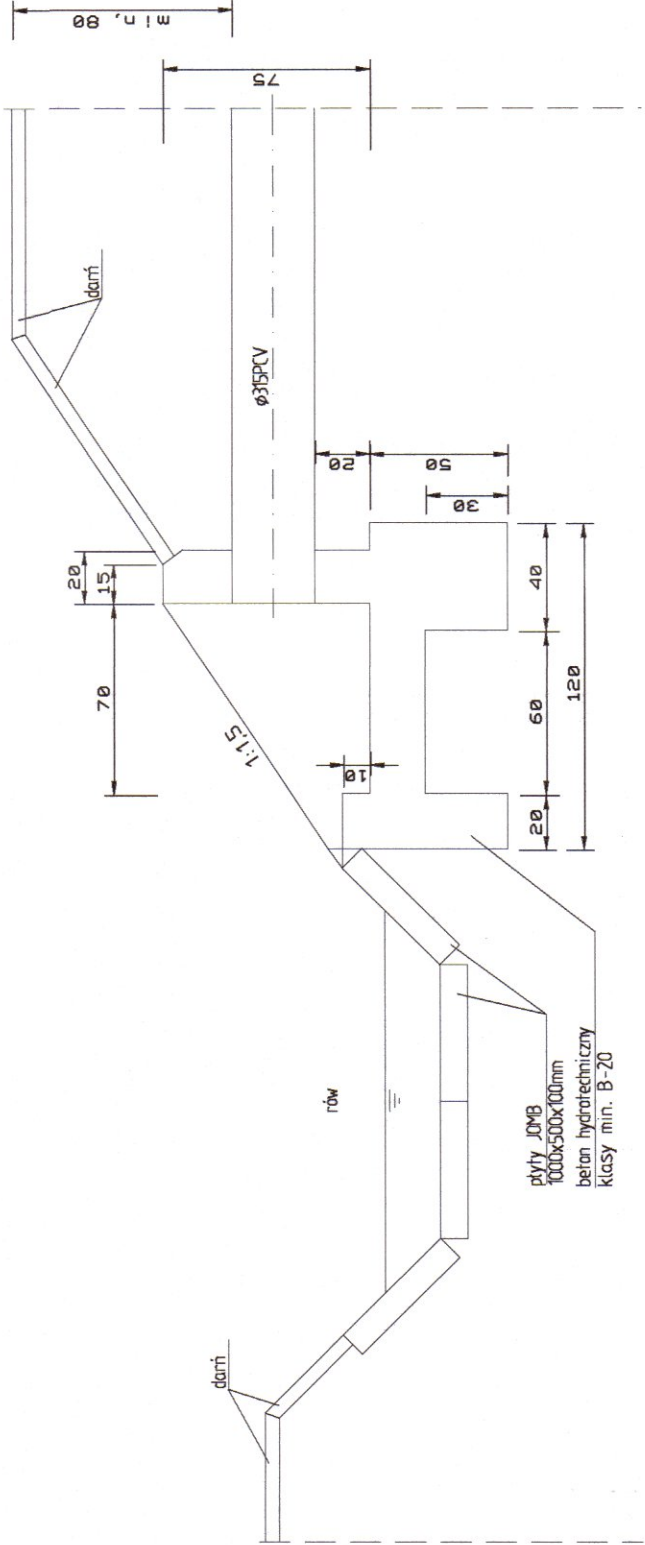 min, 80
75
darń
ø315PCV
20
50
30
20
15
70
1:1,5
10
40
60
20
120
rów
płyty JOMB
1000x500x100mm
beton hydrotechniczny
klasy min. B-20
darń